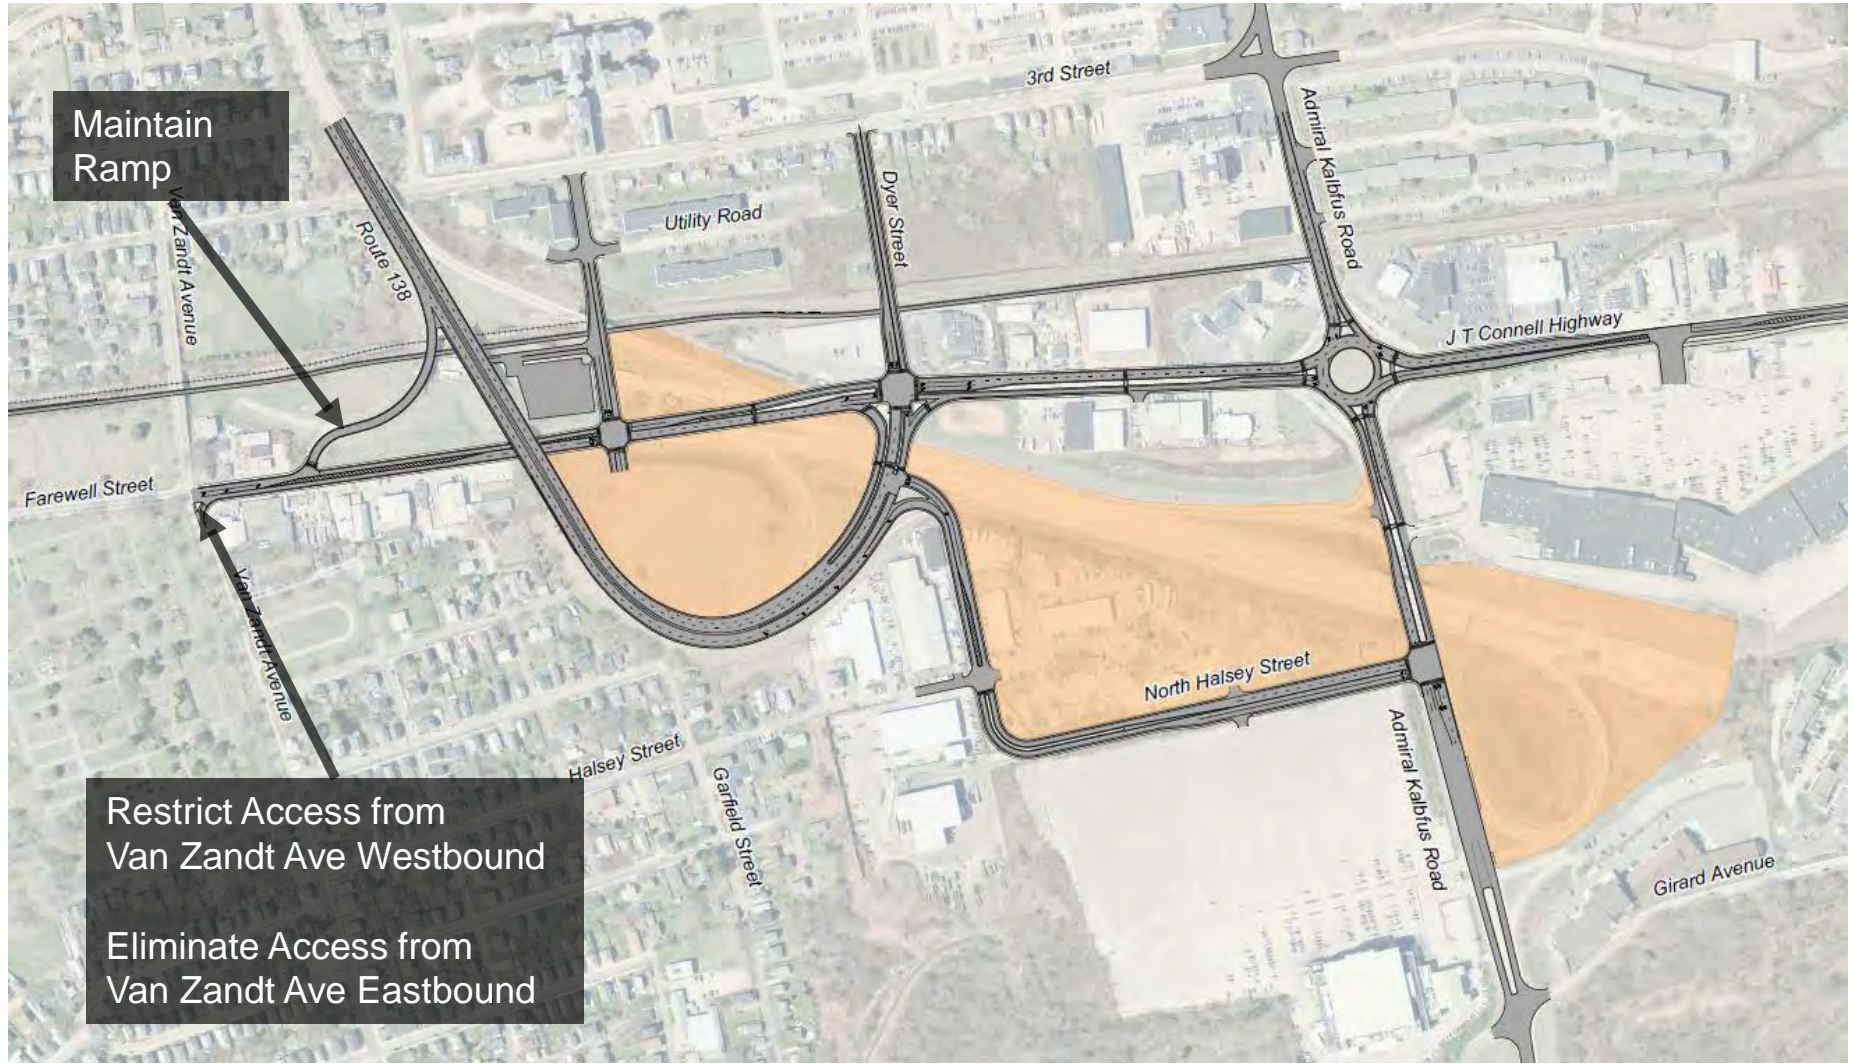 3rd Street
Maintain
Ramp
Admiral Kalbfus Road
Dyer Street
Van Zandt Avenue
Utility Road
Route 138
J T Connell Highway
Farewell Street
Van Zandt Avenue
North Halsey Street
Halsey Street
Garfield Street
Admiral Kalbfus Road
Girard Avenue
Restrict Access from
Van Zandt Ave Westbound
Eliminate Access from
Van Zandt Ave Eastbound